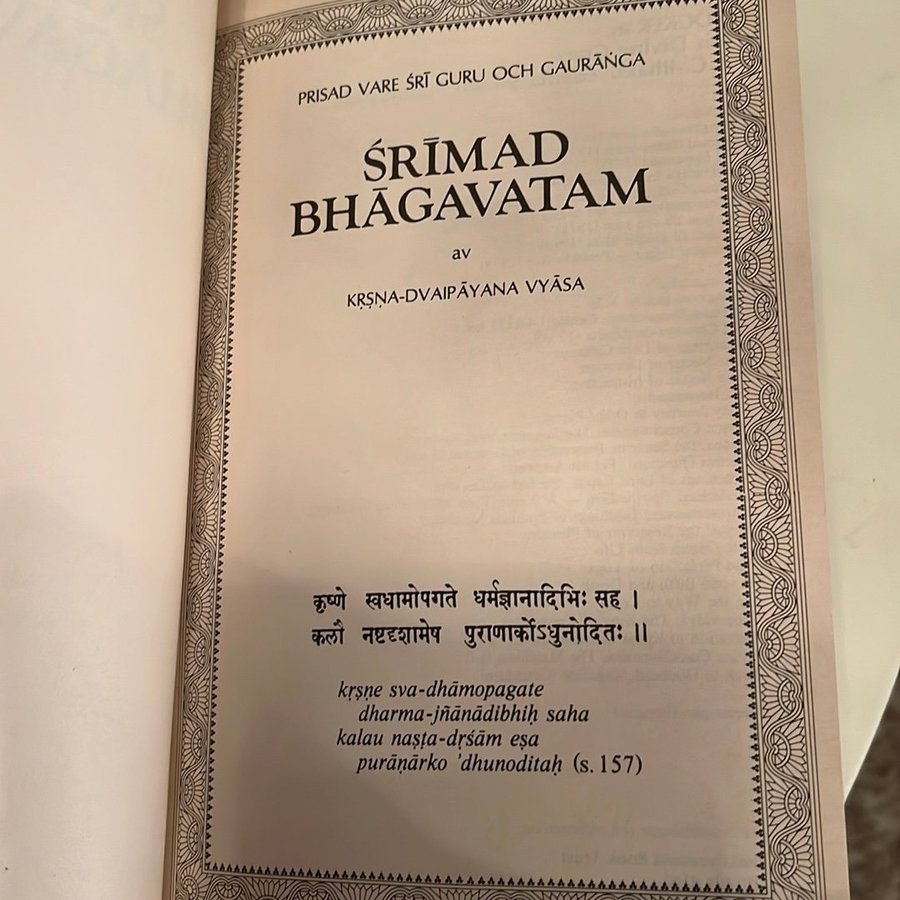 PRISAD VARE ŚRĪ GURU OCH GAURĀṄGA
ŚRĪMAD
BHĀGAVATAM
av
KṚṢṆA-DVAIPĀYANA VYĀSA
कृष्णे स्वधामोपगते धर्मज्ञानादिभिः सह ।
कलौ नष्टदृशामेष पुराणार्कोऽधुनोदितः ॥
kṛṣṇe sva-dhāmopagate
dharma-jñānādibhiḥ saha
kalau naṣṭa-dṛśām eṣa
purāṇārko 'dhunoditaḥ (s. 157)